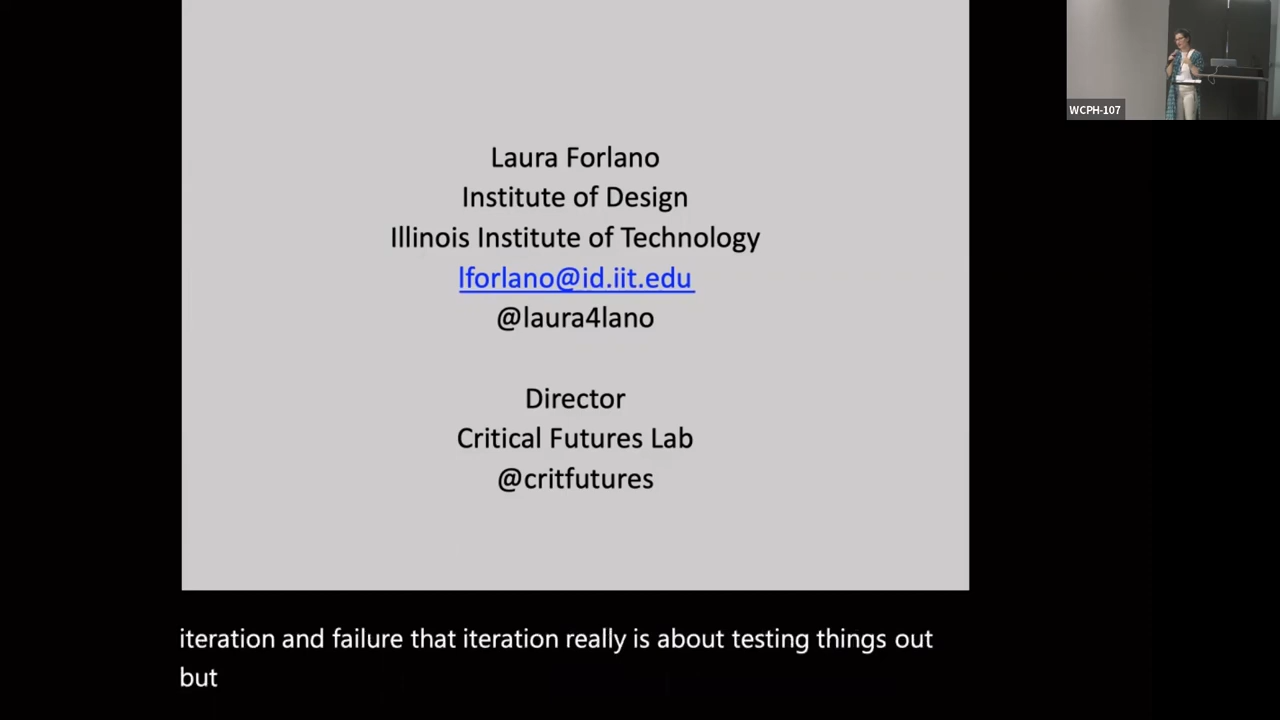 WCPH-107
Laura Forlano
Institute of Design
Illinois Institute of Technology
lforlano@id.iit.edu
@laura4lano
Director
Critical Futures Lab
@critfutures
iteration and failure that iteration really is about testing things out
but